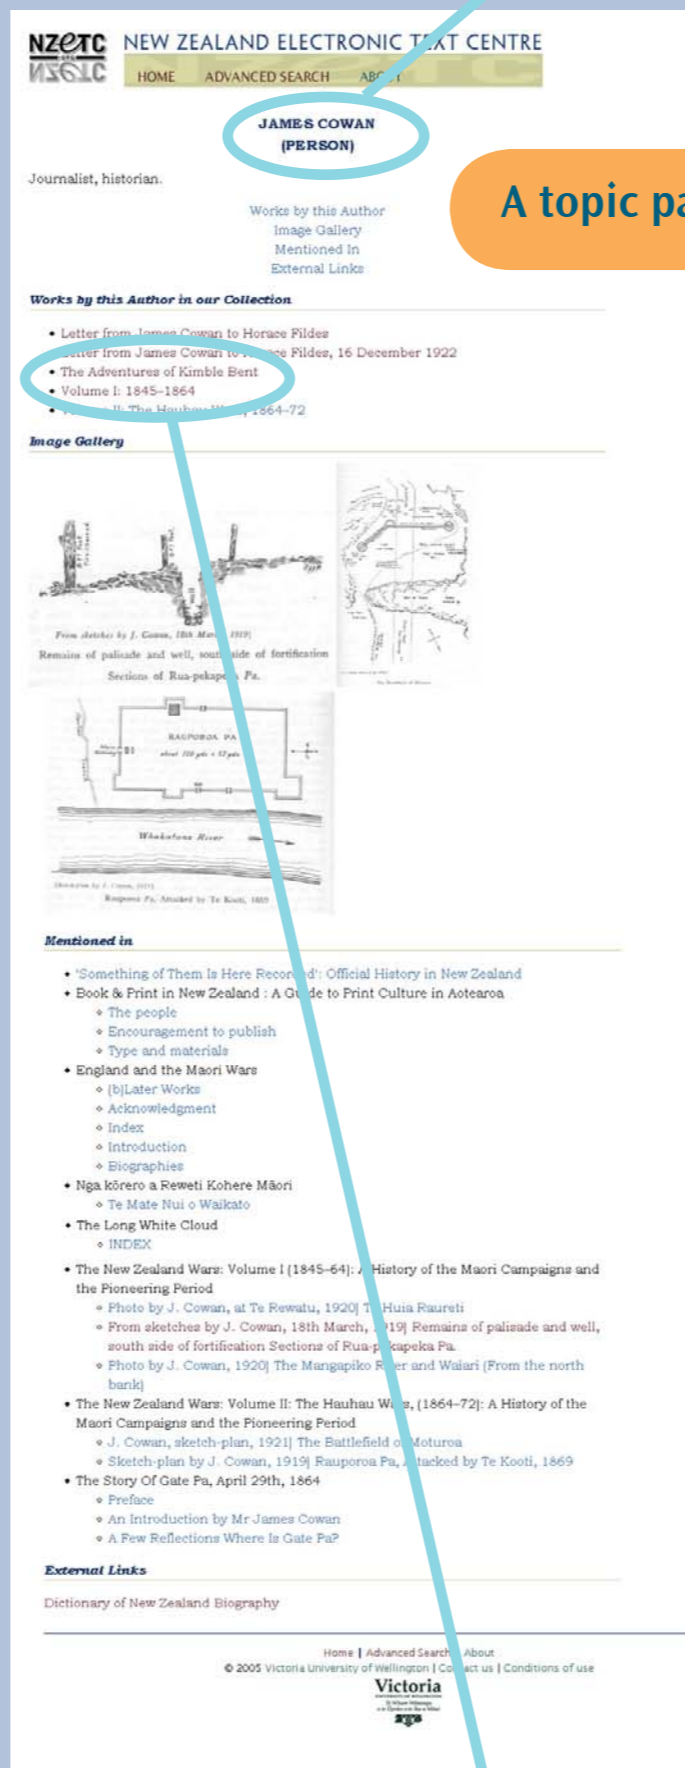 NZETC NEW ZEALAND ELECTRONIC TEXT CENTRE
HOME ADVANCED SEARCH ABOUT
JAMES COWAN
(PERSON)
Journalist, historian.
A topic pa
Works by this Author
Image Gallery
Mentioned In
External Links
Works by this Author in our Collection
• Letter from James Cowan to Horace Fildes
• Letter from James Cowan to Horace Fildes, 16 December 1922
• The Adventures of Kimble Bent
• Volume I: 1845–1864
• Volume II: The Hauhau Wars, 1864–72
Image Gallery
From sketches by J. Cowan, 18th March, 1919]
Remains of palisade and well, south side of fortification
Sections of Rua-pekapeka Pa.
RAUPOROA PA
Whakatane River
Rauporoa Pa, Attacked by Te Kooti, 1869
Mentioned in
• 'Something of Them Is Here Recorded': Official History in New Zealand
• Book & Print in New Zealand : A Guide to Print Culture in Aotearoa
⋄ The people
⋄ Encouragement to publish
⋄ Type and materials
• England and the Maori Wars
⋄ (b)Later Works
⋄ Acknowledgment
⋄ Index
⋄ Introduction
⋄ Biographies
• Nga kōrero a Reweti Kohere Māori
⋄ Te Mate Nui o Waikato
• The Long White Cloud
⋄ INDEX
• The New Zealand Wars: Volume I (1845–64): A History of the Maori Campaigns and
the Pioneering Period
⋄ Photo by J. Cowan, at Te Rewatu, 1920] Te Huia Raureti
⋄ From sketches by J. Cowan, 18th March, 1919] Remains of palisade and well,
south side of fortification Sections of Rua-pekapeka Pa.
⋄ Photo by J. Cowan, 1920] The Mangapiko River and Waiari (From the north
bank)
• The New Zealand Wars: Volume II: The Hauhau Wars, (1864–72): A History of the
Maori Campaigns and the Pioneering Period
⋄ J. Cowan, sketch-plan, 1921] The Battlefield of Moturoa
⋄ Sketch-plan by J. Cowan, 1919] Rauporoa Pa, Attacked by Te Kooti, 1869
• The Story Of Gate Pa, April 29th, 1864
⋄ Preface
⋄ An Introduction by Mr James Cowan
⋄ A Few Reflections Where Is Gate Pa?
External Links
Dictionary of New Zealand Biography
Home | Advanced Search | About
© 2005 Victoria University of Wellington | Contact us | Conditions of use
Victoria